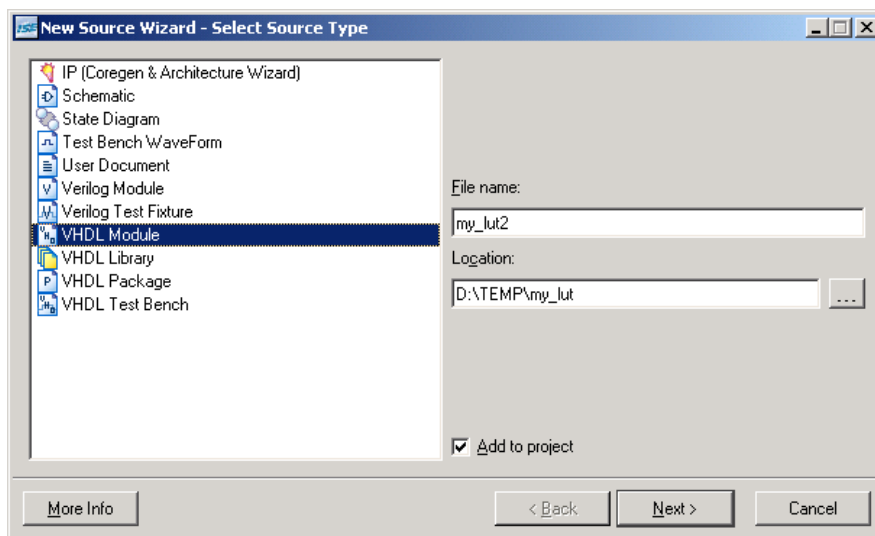 ISE New Source Wizard - Select Source Type
IP (Coregen & Architecture Wizard)
Schematic
State Diagram
Test Bench WaveForm
User Document
V Verilog Module
Verilog Test Fixture
VHDL Module
VHDL Library
P VHDL Package
VHDL Test Bench
File name:
my_lut2
Location:
D:\TEMP\my_lut
...
Add to project
More Info
< Back
Next >
Cancel